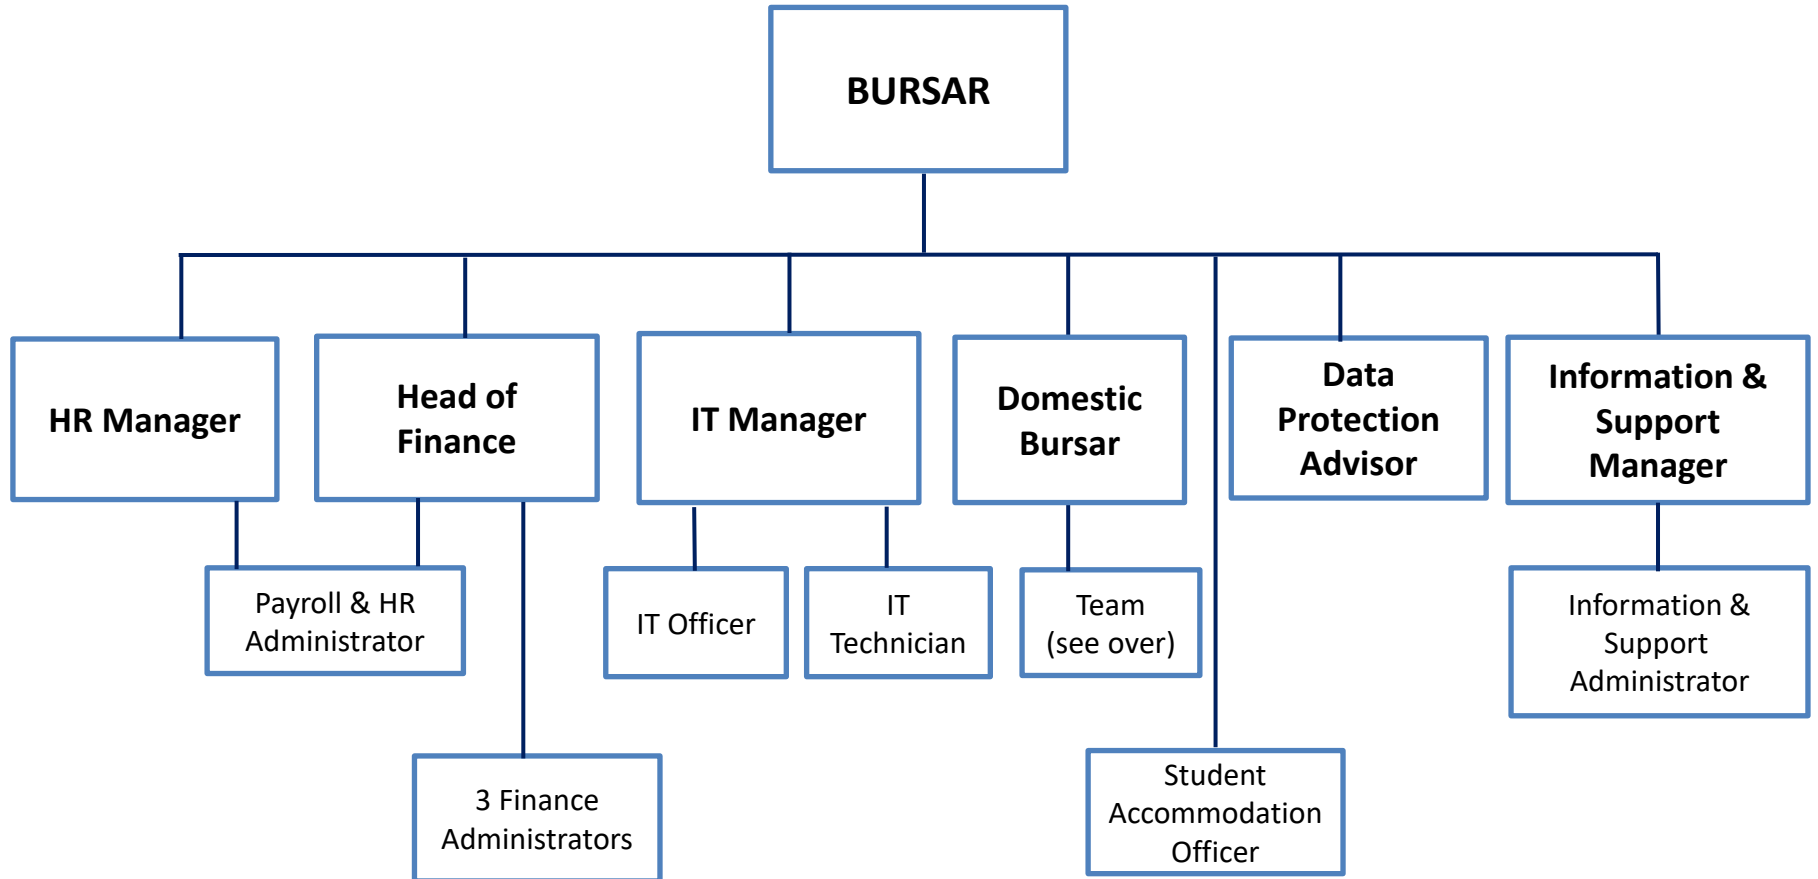 BURSAR
HR Manager
Head of
Finance
IT Manager
Domestic
Bursar
Data
Protection
Advisor
Information &
Support
Manager
Payroll & HR
Administrator
IT Officer
IT
Technician
Team
(see over)
Information &
Support
Administrator
3 Finance
Administrators
Student
Accommodation
Officer